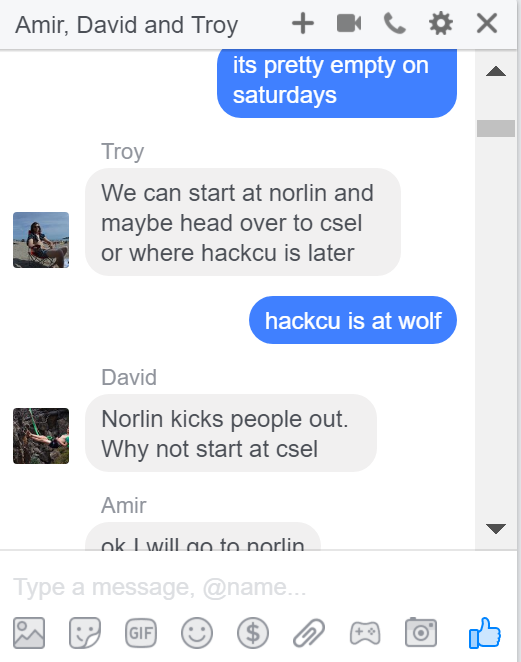 Amir, David and Troy
its pretty empty on
saturdays
Troy
We can start at norlin and
maybe head over to csel
or where hackcu is later
hackcu is at wolf
David
Norlin kicks people out.
Why not start at csel
Amir
ok I will go to norlin
Type a message, @name...
GIF
$